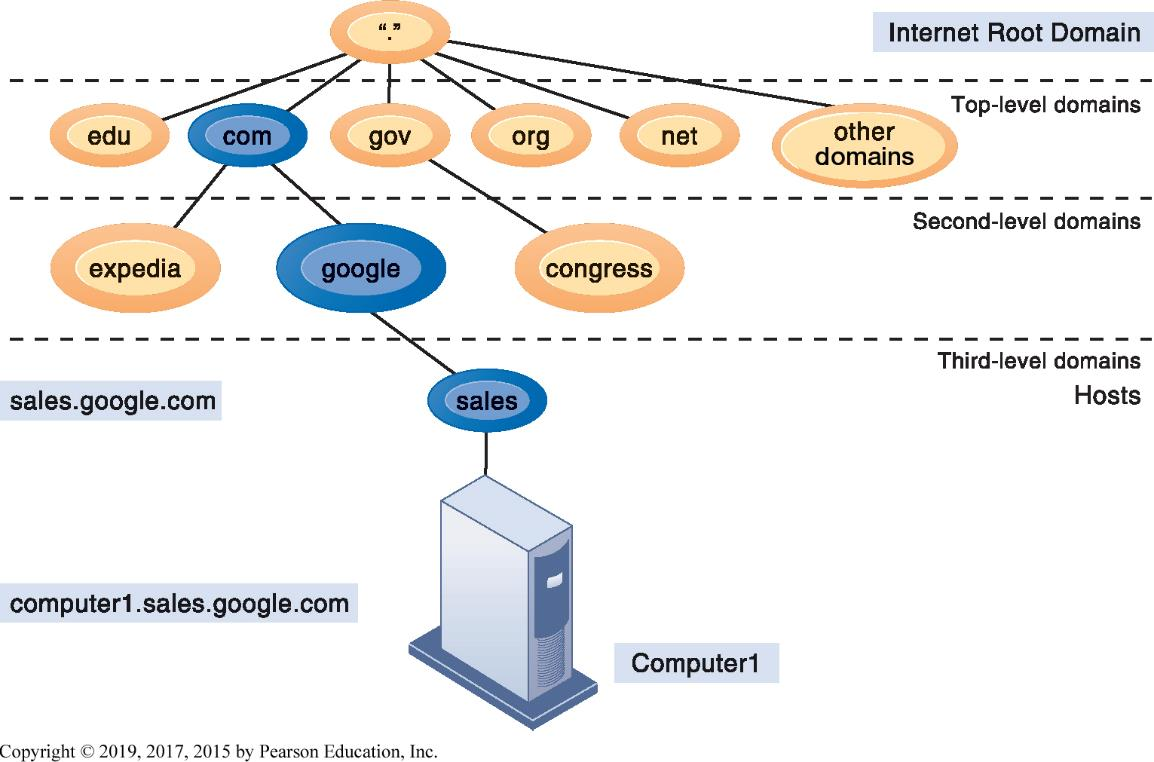 “.”
Internet Root Domain
Top-level domains
edu
com
gov
org
net
other
domains
Second-level domains
expedia
google
congress
Third-level domains
Hosts
sales.google.com
sales
computer1.sales.google.com
Computer1
Copyright © 2019, 2017, 2015 by Pearson Education, Inc.